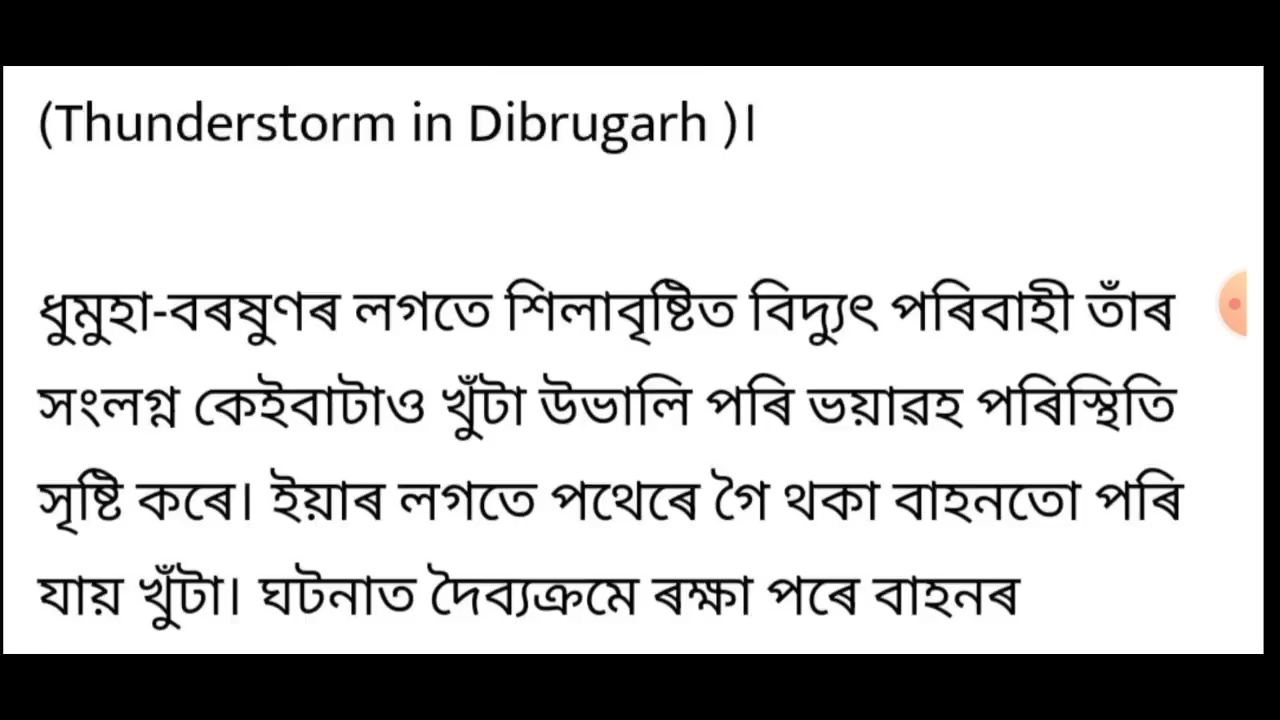 (Thunderstorm in Dibrugarh )।
ধুমুহা-বৰষুণৰ লগতে শিলাবৃষ্টিত বিদ্যুৎ পৰিবাহী তাঁৰ
সংলগ্ন কেইবাটাও খুঁটা উভালি পৰি ভয়াৱহ পৰিস্থিতি
সৃষ্টি কৰে। ইয়াৰ লগতে পথেৰে গৈ থকা বাহনতো পৰি
যায় খুঁটা। ঘটনাত দৈব্যক্ৰমে ৰক্ষা পৰে বাহনৰ